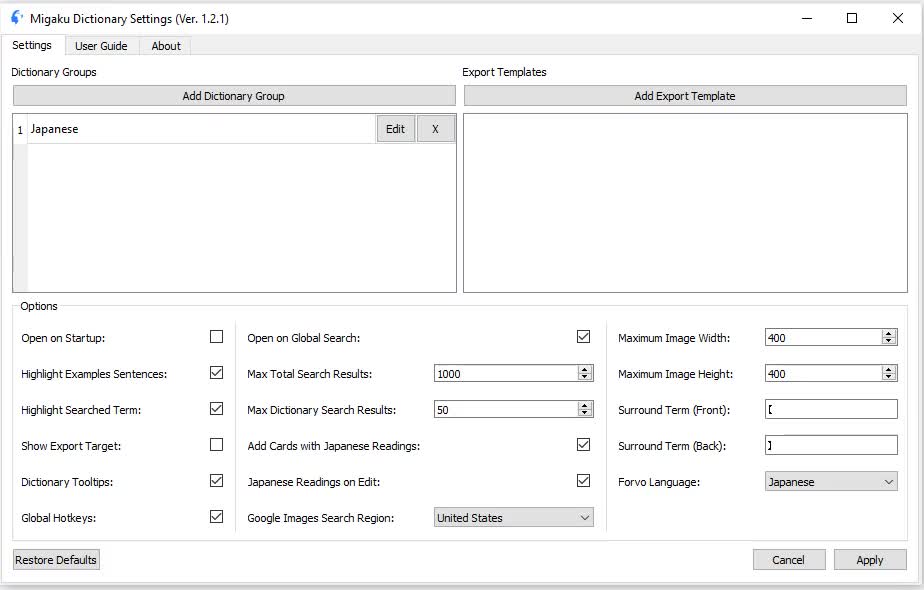 Migaku Dictionary Settings (Ver. 1.2.1)
Settings User Guide About
Dictionary Groups
Add Dictionary Group
1 Japanese Edit X
Export Templates
Add Export Template
Options
Open on Startup:
Highlight Examples Sentences:
Highlight Searched Term:
Show Export Target:
Dictionary Tooltips:
Global Hotkeys:
Open on Global Search:
Max Total Search Results: 1000
Max Dictionary Search Results: 50
Add Cards with Japanese Readings:
Japanese Readings on Edit:
Google Images Search Region: United States
Maximum Image Width: 400
Maximum Image Height: 400
Surround Term (Front): 【
Surround Term (Back): 】
Forvo Language: Japanese
Restore Defaults Cancel Apply